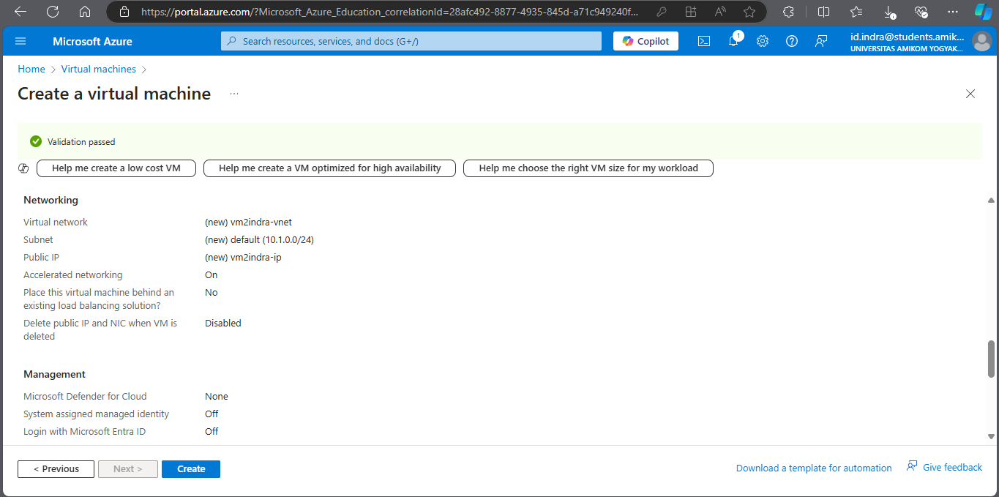 https://portal.azure.com/?Microsoft_Azure_Education_correlationId=28afc492-8877-4935-845d-a71c949240f...
Microsoft Azure
Search resources, services, and docs (G+/)
Copilot
1
id.indra@students.amik...
UNIVERSITAS AMIKOM YOGYAK...
Home > Virtual machines >
Create a virtual machine ...
Validation passed
Help me create a low cost VM
Help me create a VM optimized for high availability
Help me choose the right VM size for my workload
Networking
Virtual network (new) vm2indra-vnet
Subnet (new) default (10.1.0.0/24)
Public IP (new) vm2indra-ip
Accelerated networking On
Place this virtual machine behind an No
existing load balancing solution?
Delete public IP and NIC when VM is Disabled
deleted
Management
Microsoft Defender for Cloud None
System assigned managed identity Off
Login with Microsoft Entra ID Off
< Previous
Next >
Create
Download a template for automation
Give feedback